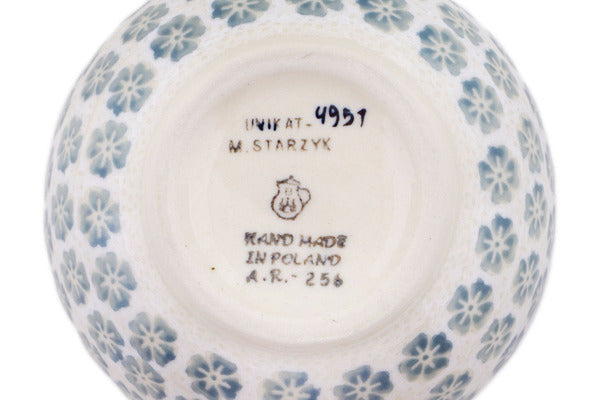 UNIKAT-4951
M.STARZYK
HAND MADE
IN POLAND
A.R.-256